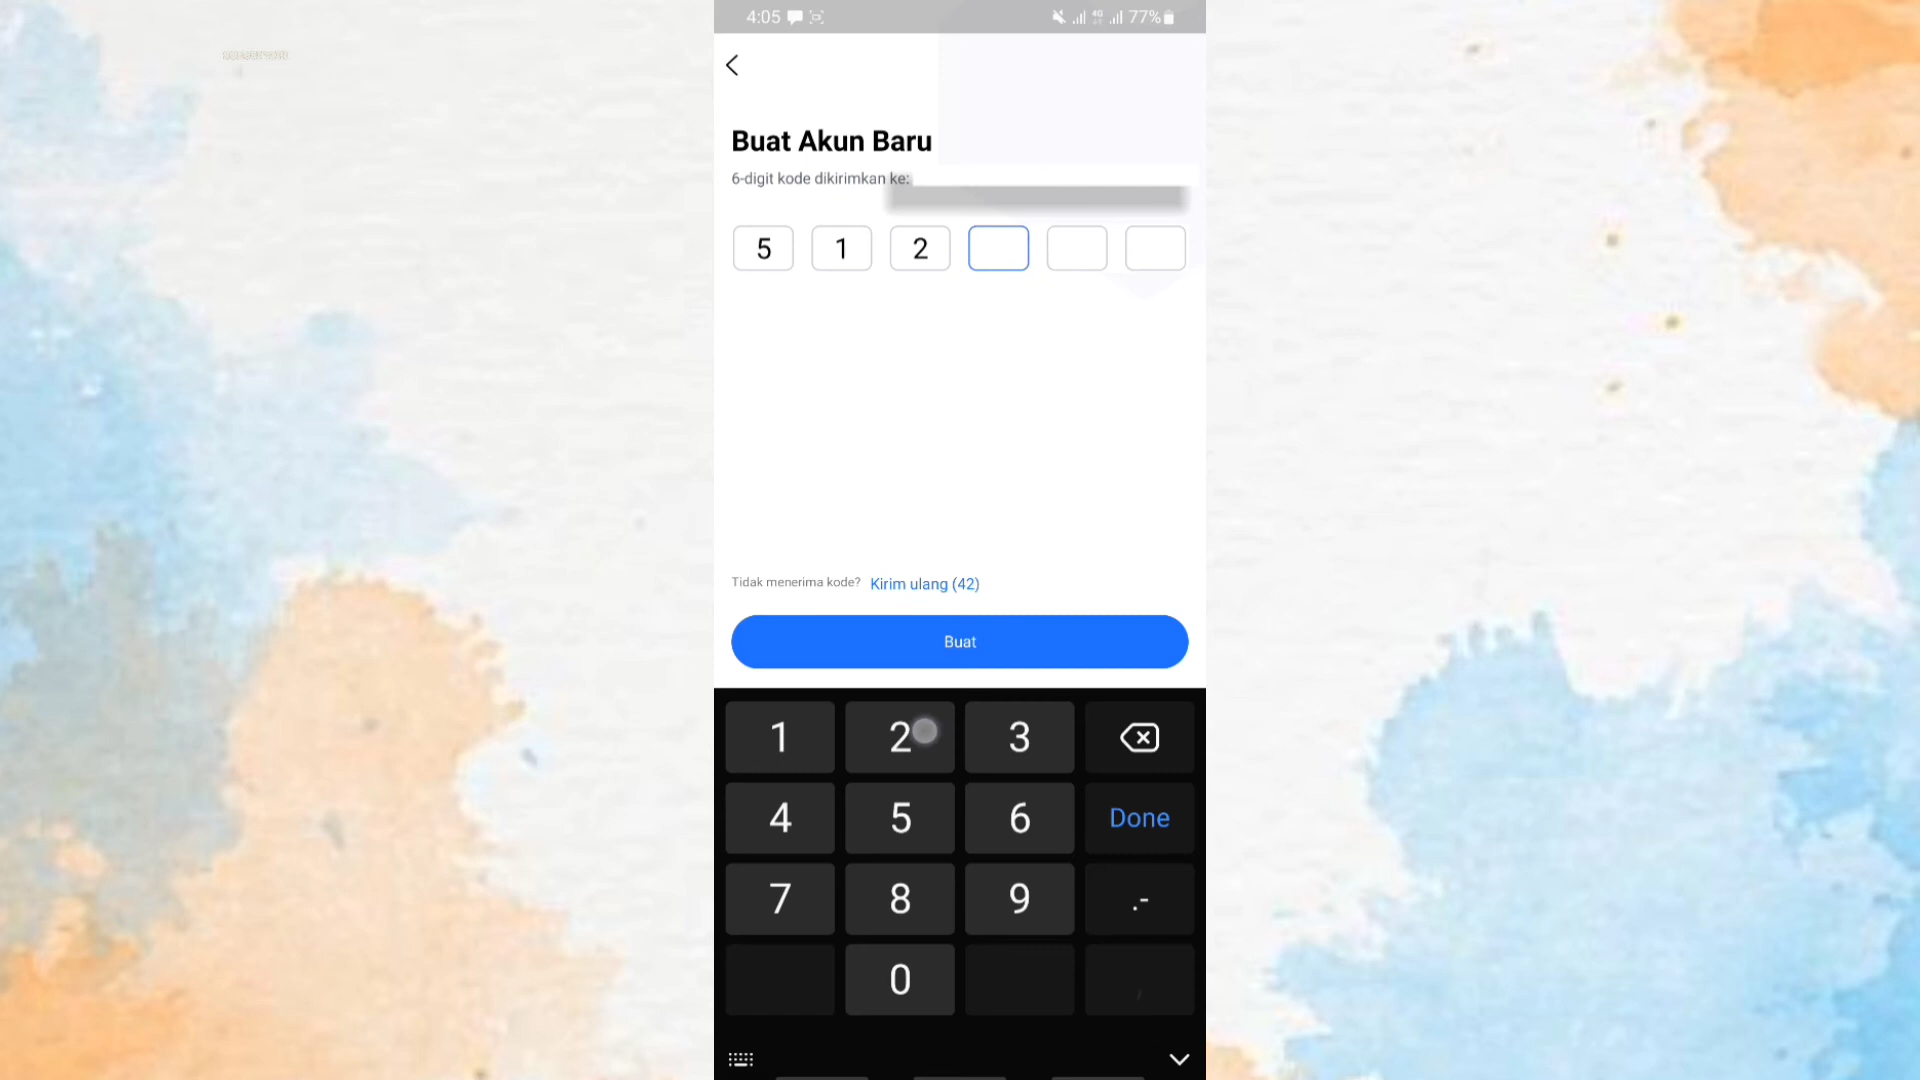 4:05 4G 77%
Buat Akun Baru
6-digit kode dikirimkan ke:
5 1 2
Tidak menerima kode? Kirim ulang (42)
Buat
1 2 3
4 5 6 Done
7 8 9 .-
0 ,